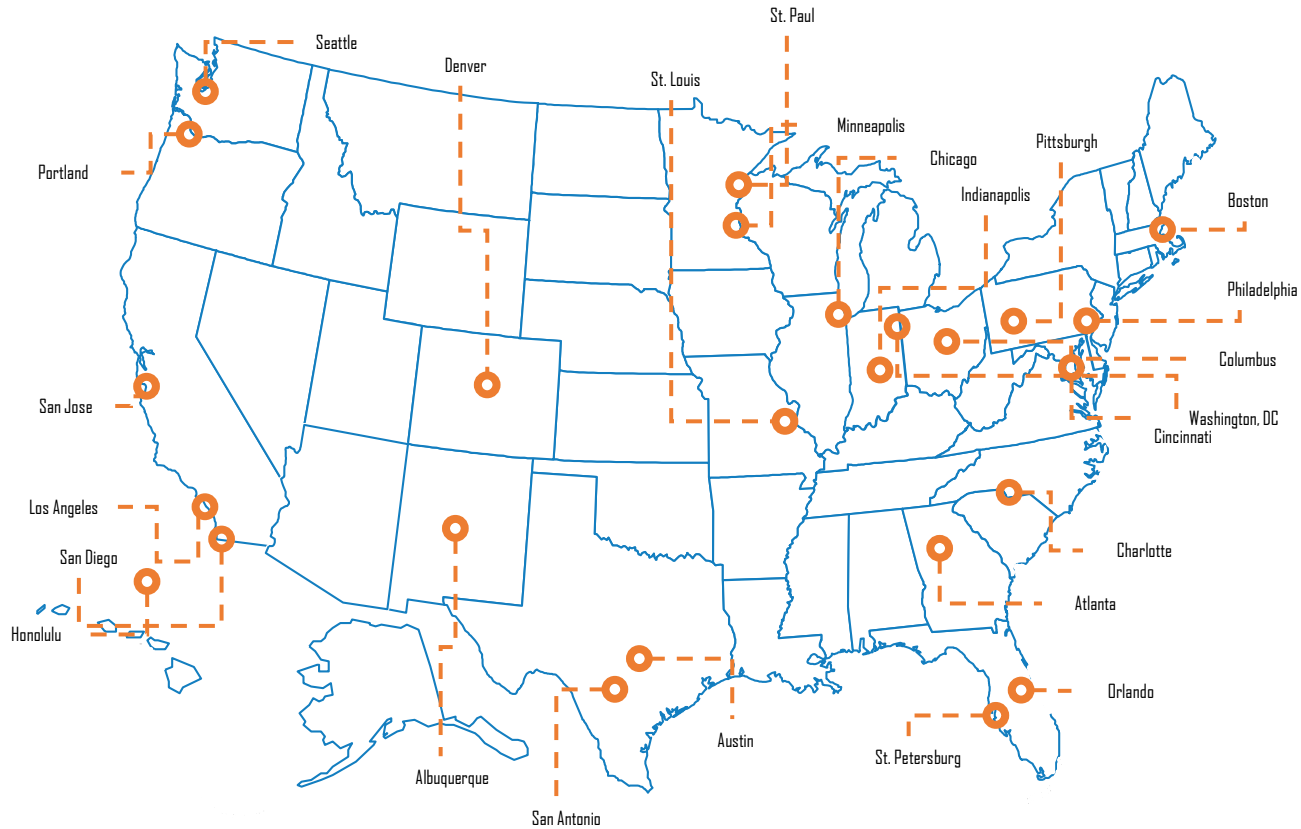 St. Paul
Seattle
Denver
St. Louis
Minneapolis
Pittsburgh
Chicago
Portland
Indianapolis
Boston
Philadelphia
Columbus
San Jose
Washington, DC
Cincinnati
Los Angeles
Charlotte
San Diego
Atlanta
Honolulu
Orlando
Austin
St. Petersburg
Albuquerque
San Antonio